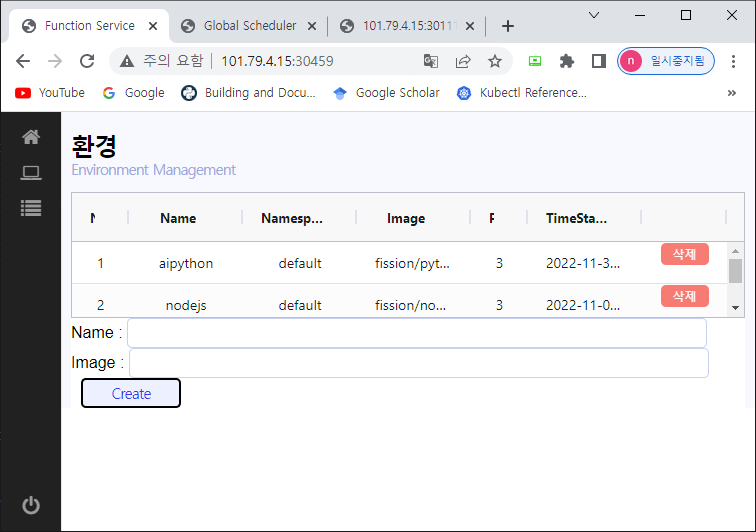 Function Service
Global Scheduler
101.79.4.15:30111
주의 요함 101.79.4.15:30459
n 일시중지됨
YouTube
Google
Building and Docu...
Google Scholar
Kubectl Reference...
»
환경
Environment Management
Name Namesp... Image TimeSta...
1 aipython default fission/pyt... 3 2022-11-3... 삭제
2 nodejs default fission/no... 3 2022-11-0... 삭제
Name :
Image :
Create